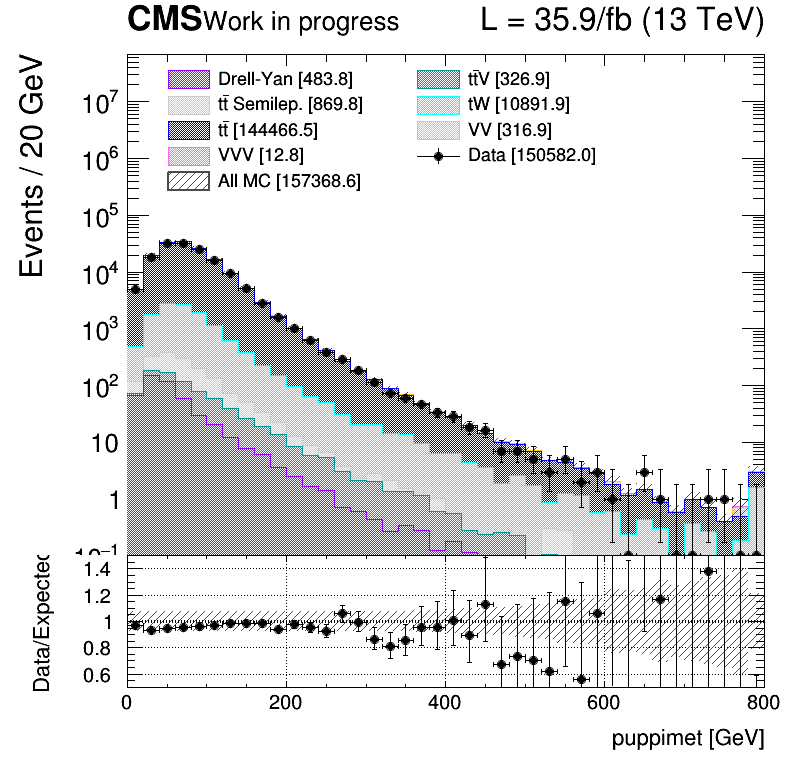 CMS Work in progress L = 35.9/fb (13 TeV)
Events / 20 GeV
Drell-Yan [483.8] tt̄V [326.9]
tt̄ Semilep. [869.8] tW [10891.9]
tt̄ [144466.5] VV [316.9]
VVV [12.8] Data [150582.0]
All MC [157368.6]
10⁷
10⁶
10⁵
10⁴
10³
10²
10
1
10⁻¹
Data/Expected
1.4
1.2
1
0.8
0.6
0 200 400 600 800
puppimet [GeV]